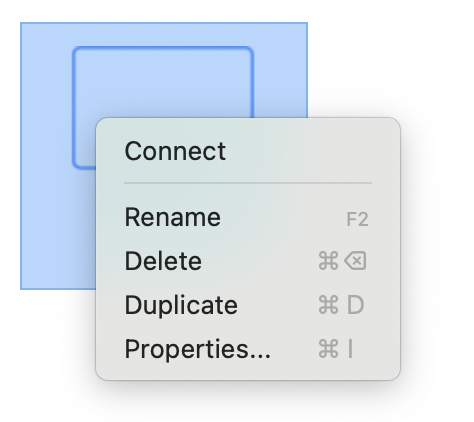 Connect
Rename F2
Delete ⌘⌫
Duplicate ⌘ D
Properties... ⌘ I